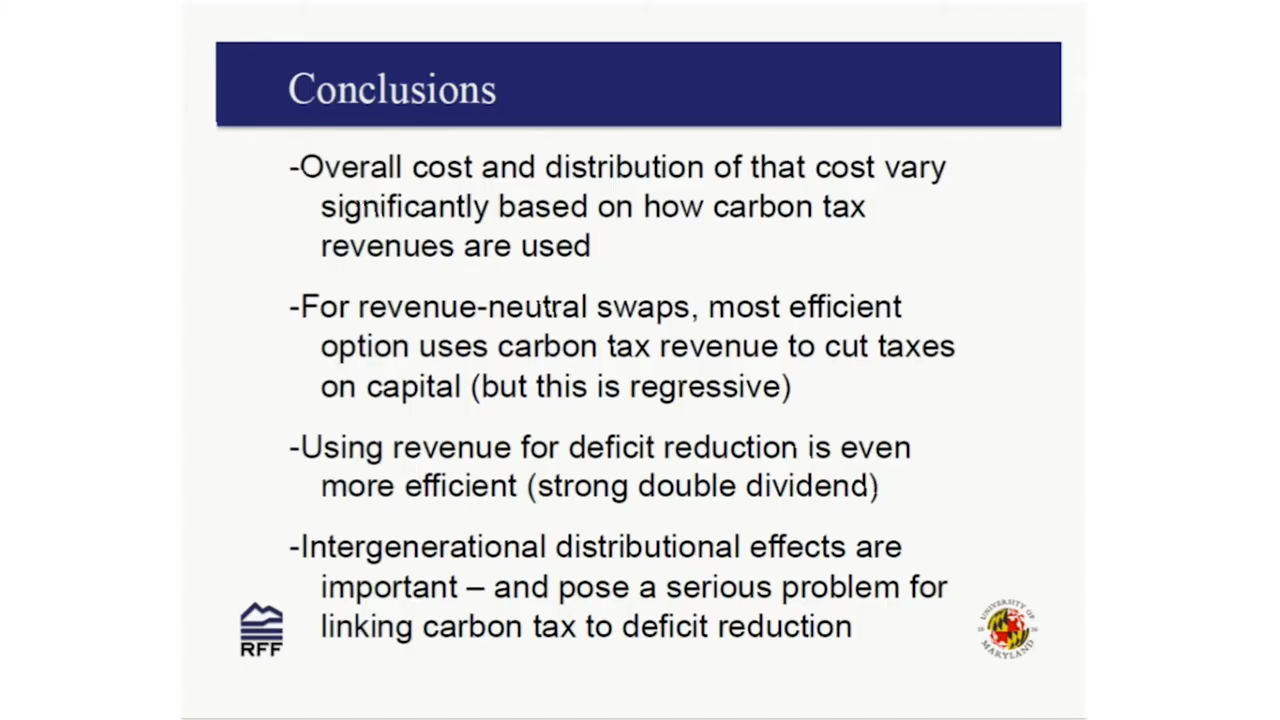 Conclusions
-Overall cost and distribution of that cost vary
significantly based on how carbon tax
revenues are used
-For revenue-neutral swaps, most efficient
option uses carbon tax revenue to cut taxes
on capital (but this is regressive)
-Using revenue for deficit reduction is even
more efficient (strong double dividend)
-Intergenerational distributional effects are
important – and pose a serious problem for
linking carbon tax to deficit reduction
RFF
UNIVERSITY OF
MARYLAND